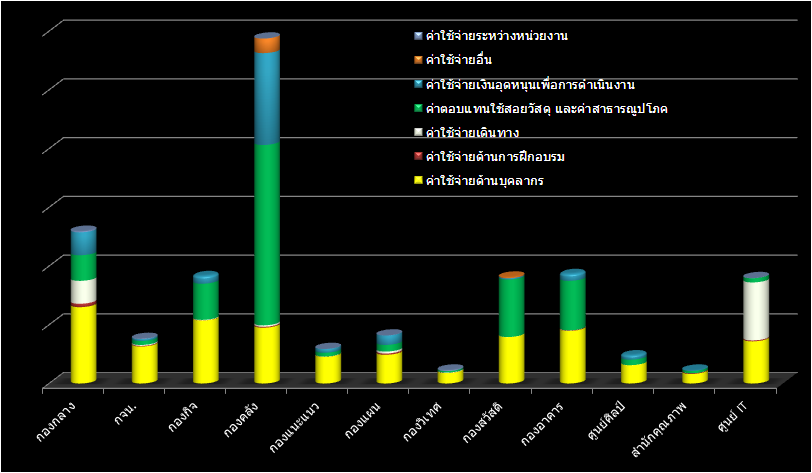 ค่าใช้จ่ายระหว่างหน่วยงาน
ค่าใช้จ่ายอื่น
ค่าใช้จ่ายเงินอุดหนุนเพื่อการดำเนินงาน
ค่าตอบแทนใช้สอยวัสดุ และค่าสาธารณูปโภค
ค่าใช้จ่ายเดินทาง
ค่าใช้จ่ายด้านการฝึกอบรม
ค่าใช้จ่ายด้านบุคลากร
กองกลาง
กจน.
กองกิจ
กองคลัง
กองแนะแนว
กองแผน
กองวิเทศ
กองสวัสดิ
กองอาคาร
ศูนย์ศิลป์
สำนักคุณภาพ
ศูนย์ IT